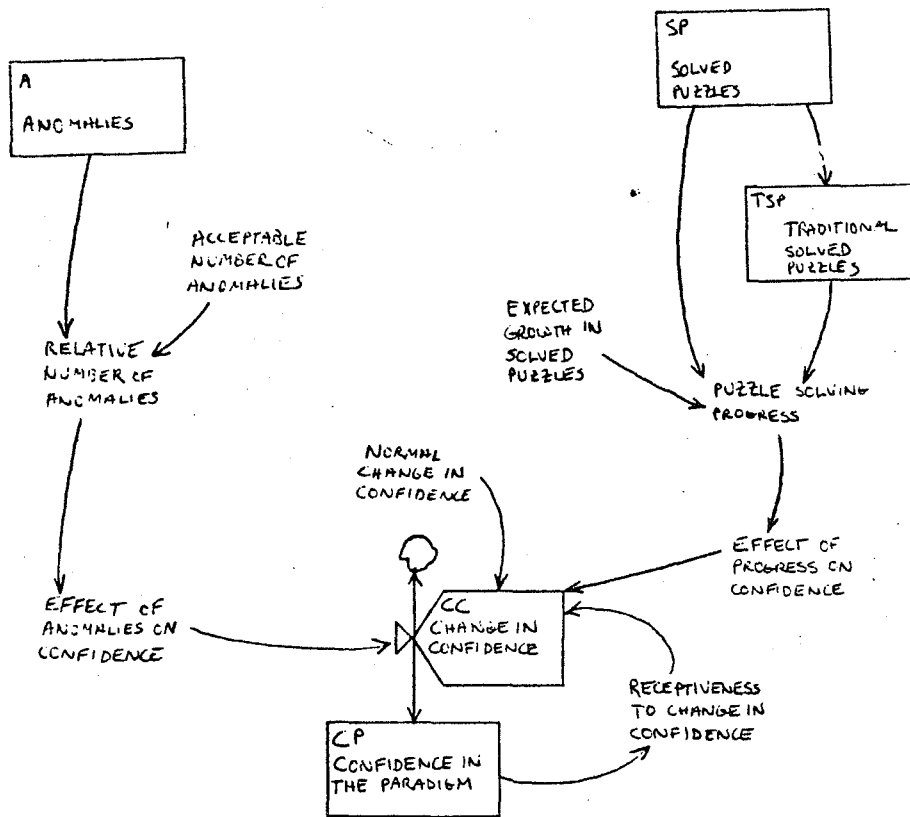 SP
SOLVED
PUZZLES
A
ANOMALIES
TSP
TRADITIONAL
SOLVED
PUZZLES
ACCEPTABLE
NUMBER OF
ANOMALIES
EXPECTED
GROWTH IN
SOLVED
PUZZLES
RELATIVE
NUMBER OF
ANOMALIES
PUZZLE SOLVING
PROGRESS
NORMAL
CHANGE IN
CONFIDENCE
EFFECT OF
PROGRESS ON
CONFIDENCE
EFFECT OF
ANOMALIES ON
CONFIDENCE
CC
CHANGE IN
CONFIDENCE
RECEPTIVENESS
TO CHANGE IN
CONFIDENCE
CP
CONFIDENCE IN
THE PARADIGM